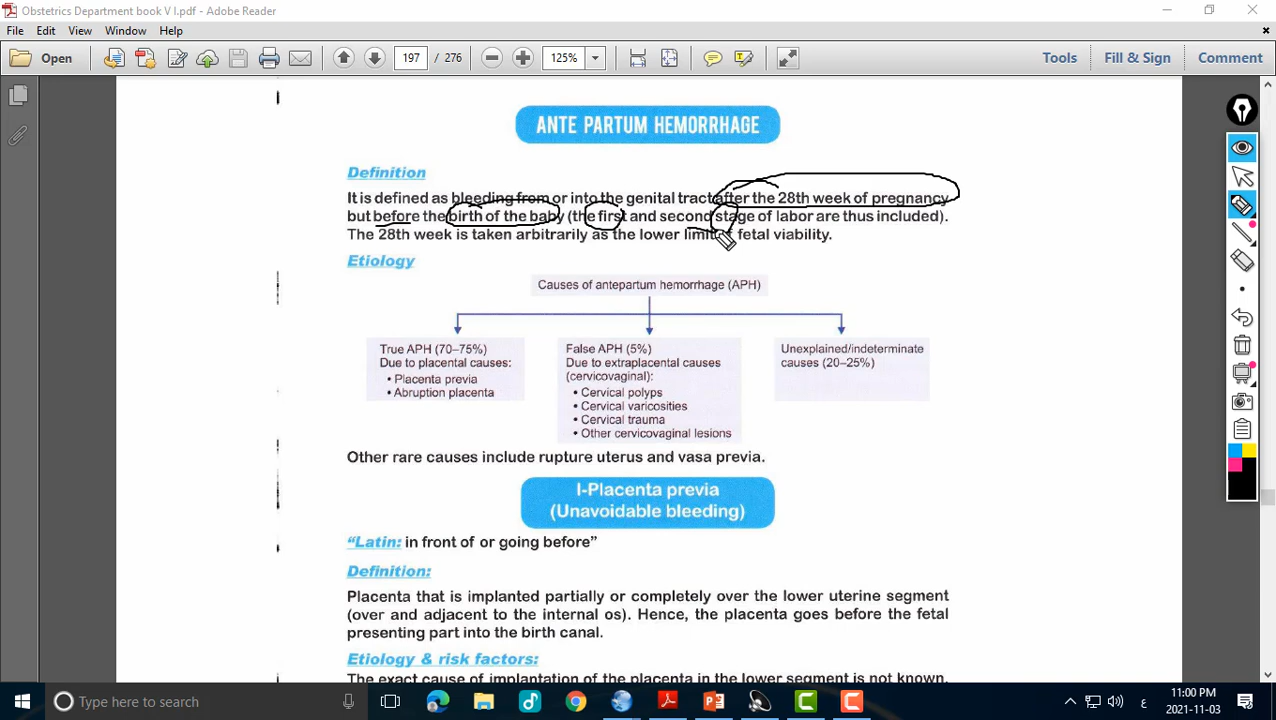 Obstetrics Department book V I.pdf - Adobe Reader
File Edit View Window Help
Open 197 / 276 125% Tools Fill & Sign Comment
ANTE PARTUM HEMORRHAGE
Definition
It is defined as bleeding from or into the genital tract after the 28th week of pregnancy
but before the birth of the baby (the first and second stage of labor are thus included).
The 28th week is taken arbitrarily as the lower limit of fetal viability.
Etiology
Causes of antepartum hemorrhage (APH)
True APH (70–75%)
Due to placental causes:
• Placenta previa
• Abruption placenta
False APH (5%)
Due to extraplacental causes
(cervicovaginal):
• Cervical polyps
• Cervical varicosities
• Cervical trauma
• Other cervicovaginal lesions
Unexplained/indeterminate
causes (20–25%)
Other rare causes include rupture uterus and vasa previa.
I-Placenta previa
(Unavoidable bleeding)
“Latin: in front of or going before”
Definition:
Placenta that is implanted partially or completely over the lower uterine segment
(over and adjacent to the internal os). Hence, the placenta goes before the fetal
presenting part into the birth canal.
Etiology & risk factors:
The exact cause of implantation of the placenta in the lower segment is not known.
Type here to search
ع 11:00 PM
2021-11-03